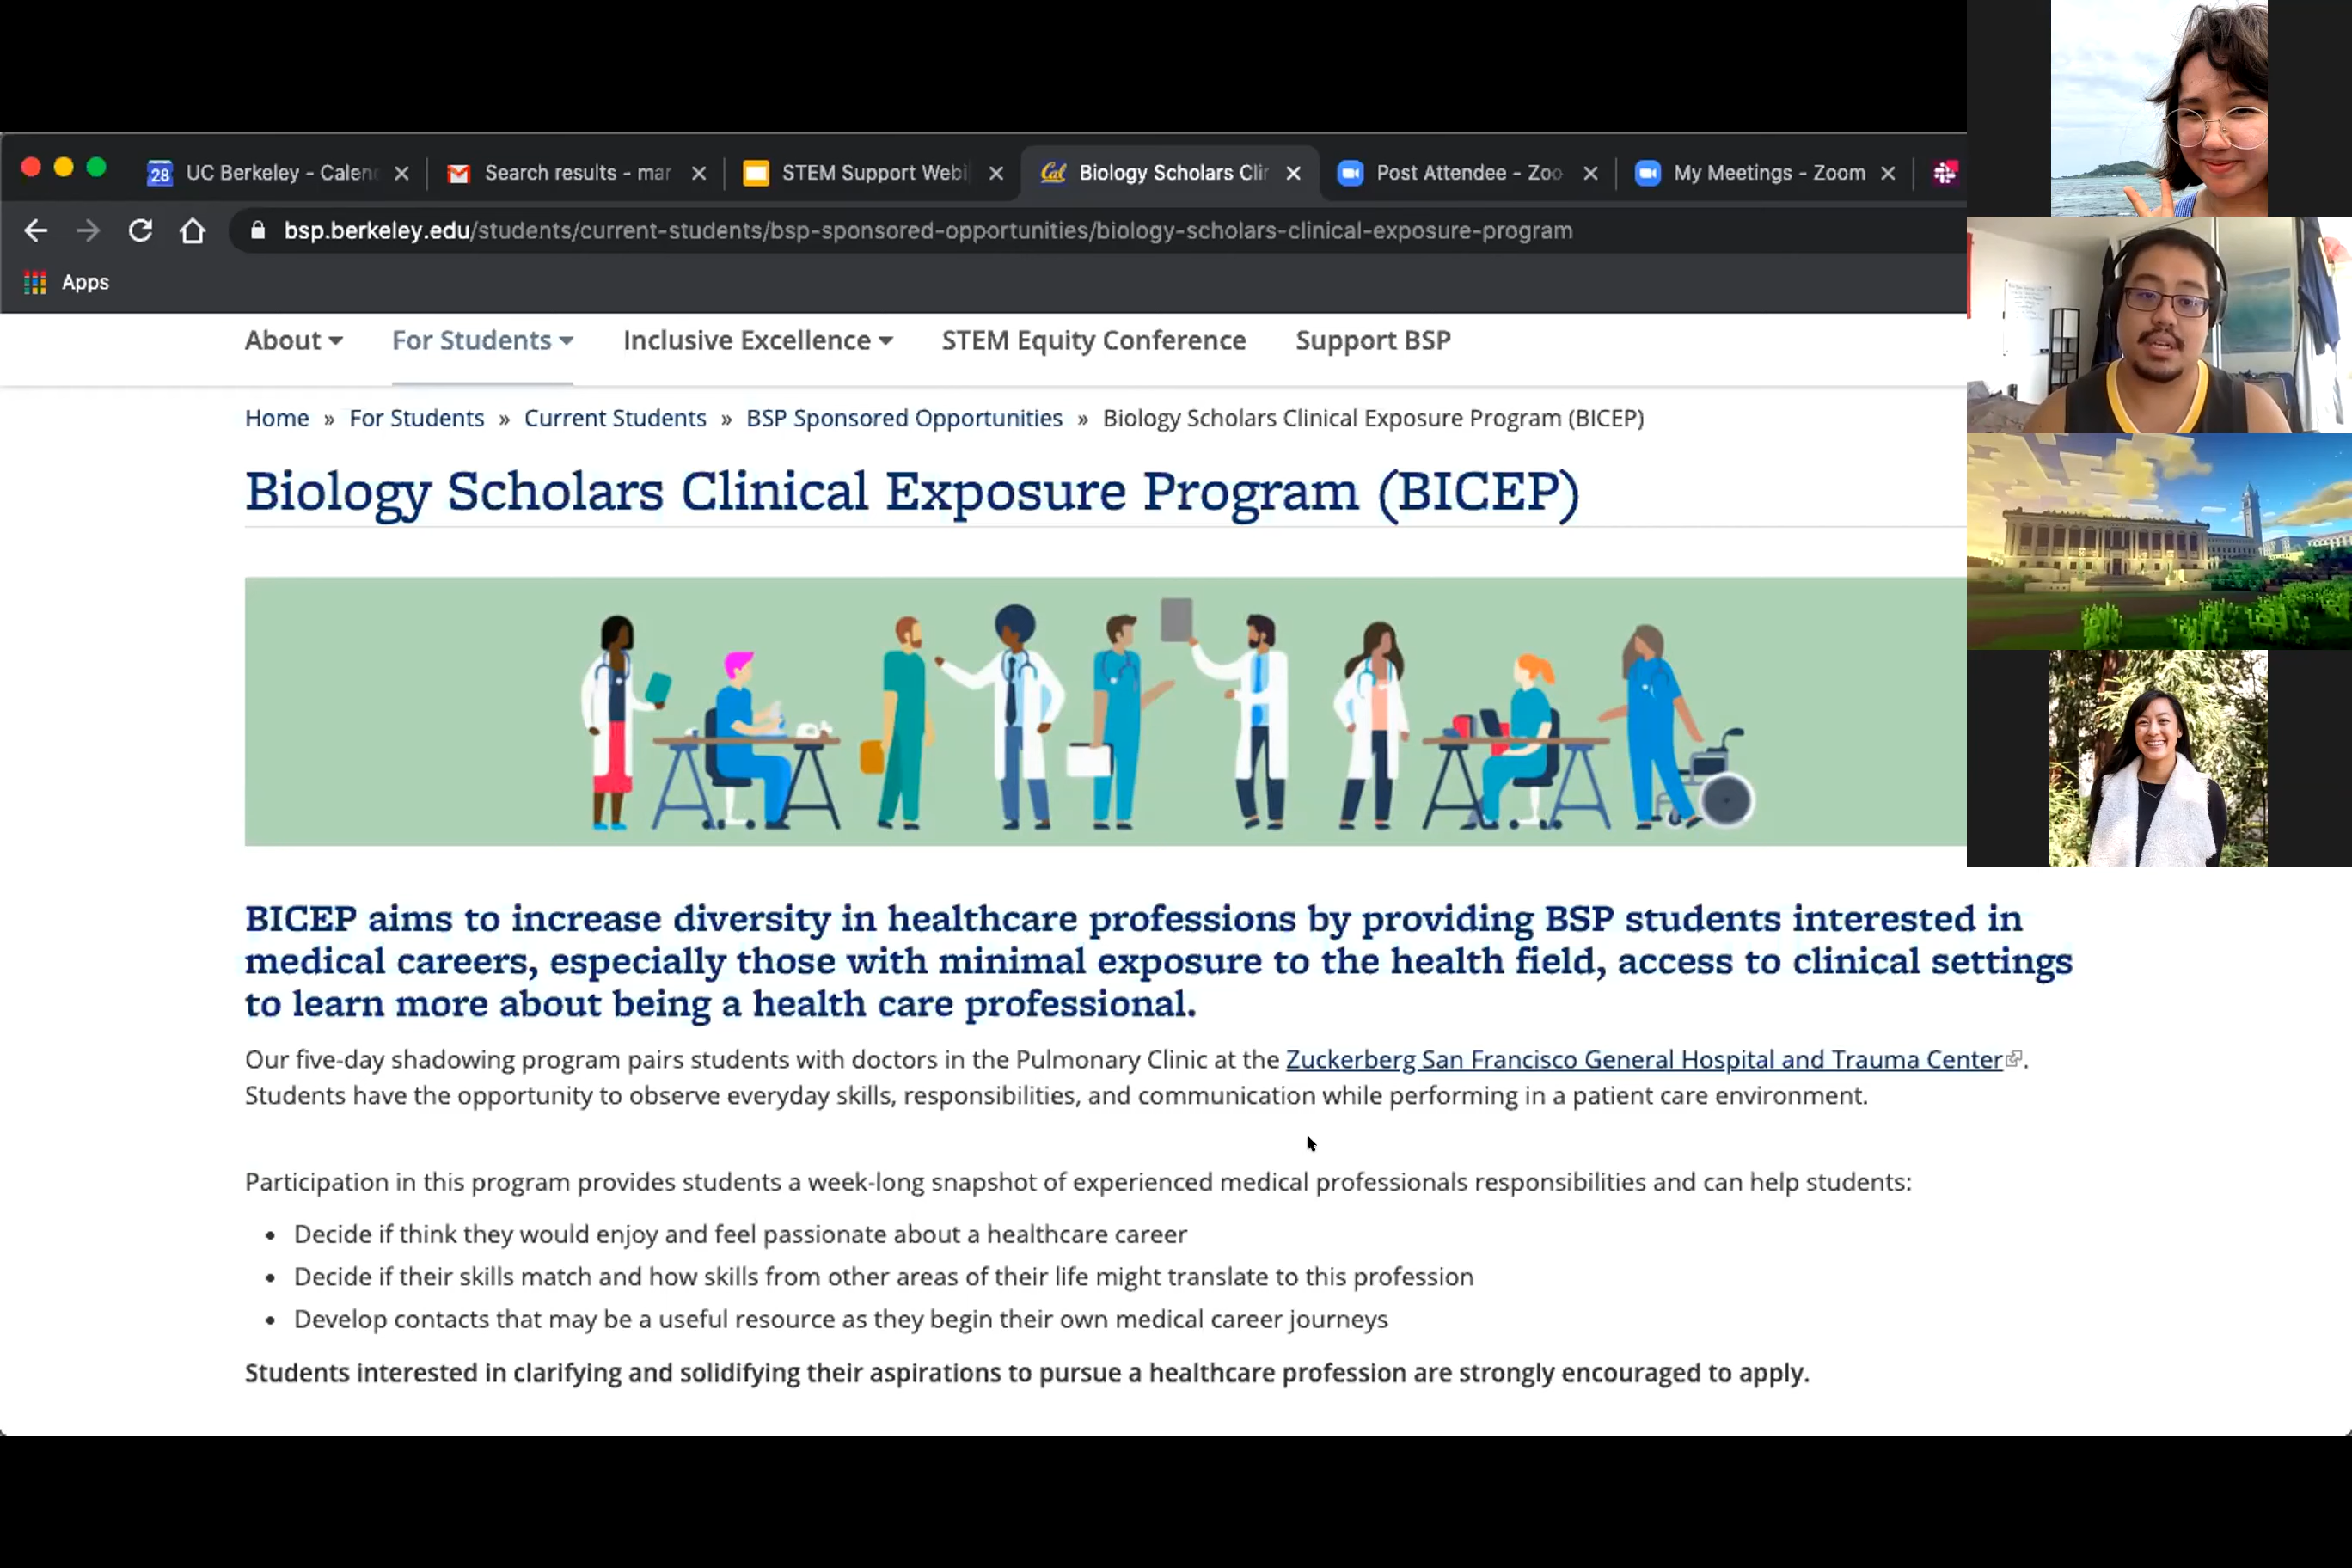 28 UC Berkeley - Calen
Search results - mar
STEM Support Webi
Cal Biology Scholars Clir
Post Attendee - Zoo
My Meetings - Zoom
bsp.berkeley.edu/students/current-students/bsp-sponsored-opportunities/biology-scholars-clinical-exposure-program
Apps
About For Students Inclusive Excellence STEM Equity Conference Support BSP
Home » For Students » Current Students » BSP Sponsored Opportunities » Biology Scholars Clinical Exposure Program (BICEP)
Biology Scholars Clinical Exposure Program (BICEP)
BICEP aims to increase diversity in healthcare professions by providing BSP students interested in
medical careers, especially those with minimal exposure to the health field, access to clinical settings
to learn more about being a health care professional.
Our five-day shadowing program pairs students with doctors in the Pulmonary Clinic at the Zuckerberg San Francisco General Hospital and Trauma Center.
Students have the opportunity to observe everyday skills, responsibilities, and communication while performing in a patient care environment.
Participation in this program provides students a week-long snapshot of experienced medical professionals responsibilities and can help students:
• Decide if think they would enjoy and feel passionate about a healthcare career
• Decide if their skills match and how skills from other areas of their life might translate to this profession
• Develop contacts that may be a useful resource as they begin their own medical career journeys
Students interested in clarifying and solidifying their aspirations to pursue a healthcare profession are strongly encouraged to apply.